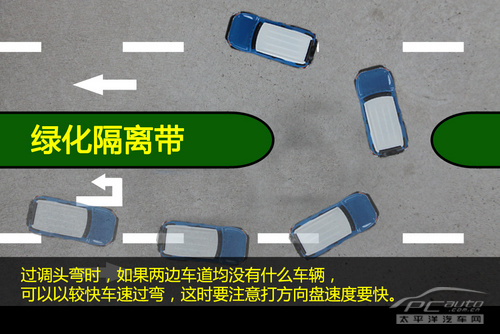 绿化隔离带
过调头弯时，如果两边车道均没有什么车辆，
可以以较快车速过弯，这时要注意打方向盘速度要快。
PCauto
.com.cn
太平洋汽车网